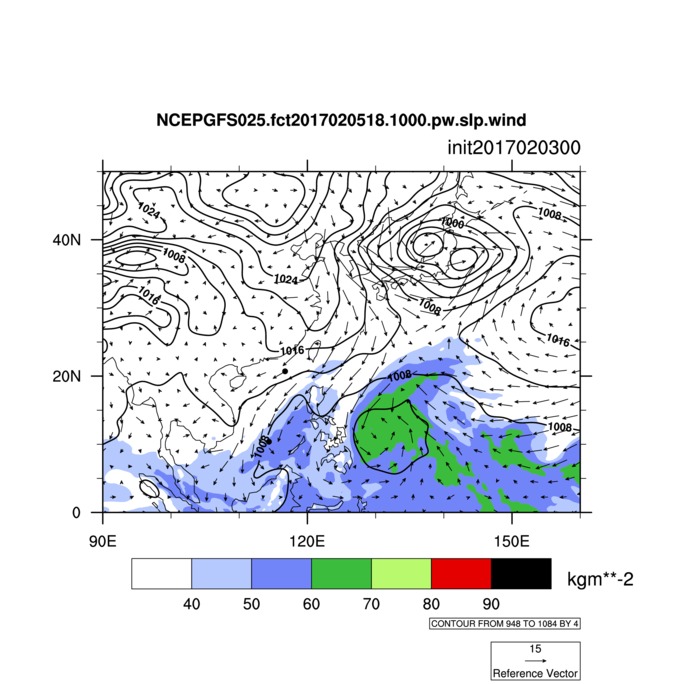 NCEPGFS025.fct2017020518.1000.pw.slp.wind
init2017020300
1024
1000
1008
40N
1008
1024
1016
1008
1016
1016
20N
1008
1008
1008
0
90E 120E 150E
kgm**-2
40 50 60 70 80 90
CONTOUR FROM 948 TO 1084 BY 4
15
Reference Vector